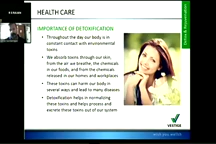 HEALTH CARE
IMPORTANCE OF DETOXIFICATION
• Throughout the day our body is in
constant contact with environmental
toxins
• We absorb toxins through our skin,
from the air we breathe, the chemicals
in our foods, and from the chemicals
released in our homes and workplaces
• These toxins can harm our body in
several ways and lead to many diseases
• Detoxification helps in normalizing
these toxins and helps process and
excrete these toxins out of our system
VESTIGE